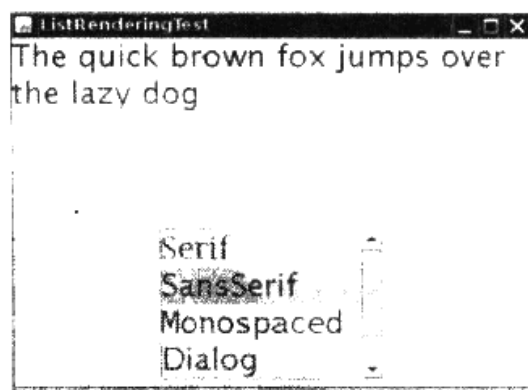 ListRenderingTest
The quick brown fox jumps over
the lazy dog
Serif
SansSerif
Monospaced
Dialog